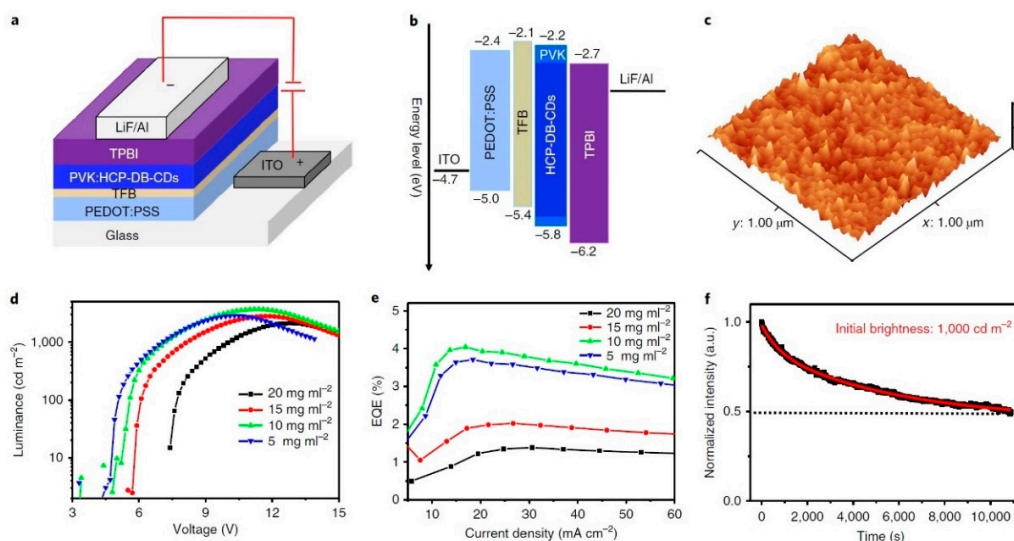 a
−
LiF/Al
TPBI
PVK:HCP-DB-CDs
TFB
PEDOT:PSS
Glass
ITO +
b
Energy level (eV)
ITO
−4.7
−2.4
PEDOT:PSS
−5.0
−2.1
TFB
−5.4
−2.2
PVK
HCP-DB-CDs
−5.8
−2.7
TPBI
−6.2
LiF/Al
c
y: 1.00 μm
x: 1.00 μm
d
Luminance (cd m−2)
1,000
100
10
3 6 9 12 15
Voltage (V)
20 mg ml−2
15 mg ml−2
10 mg ml−2
5 mg ml−2
e
EQE (%)
5
4
3
2
1
0
10 20 30 40 50 60
Current density (mA cm−2)
20 mg ml−2
15 mg ml−2
10 mg ml−2
5 mg ml−2
f
Normalized intensity (a.u.)
1.0
0.5
0.0
Initial brightness: 1,000 cd m−2
0 2,000 4,000 6,000 8,000 10,000
Time (s)